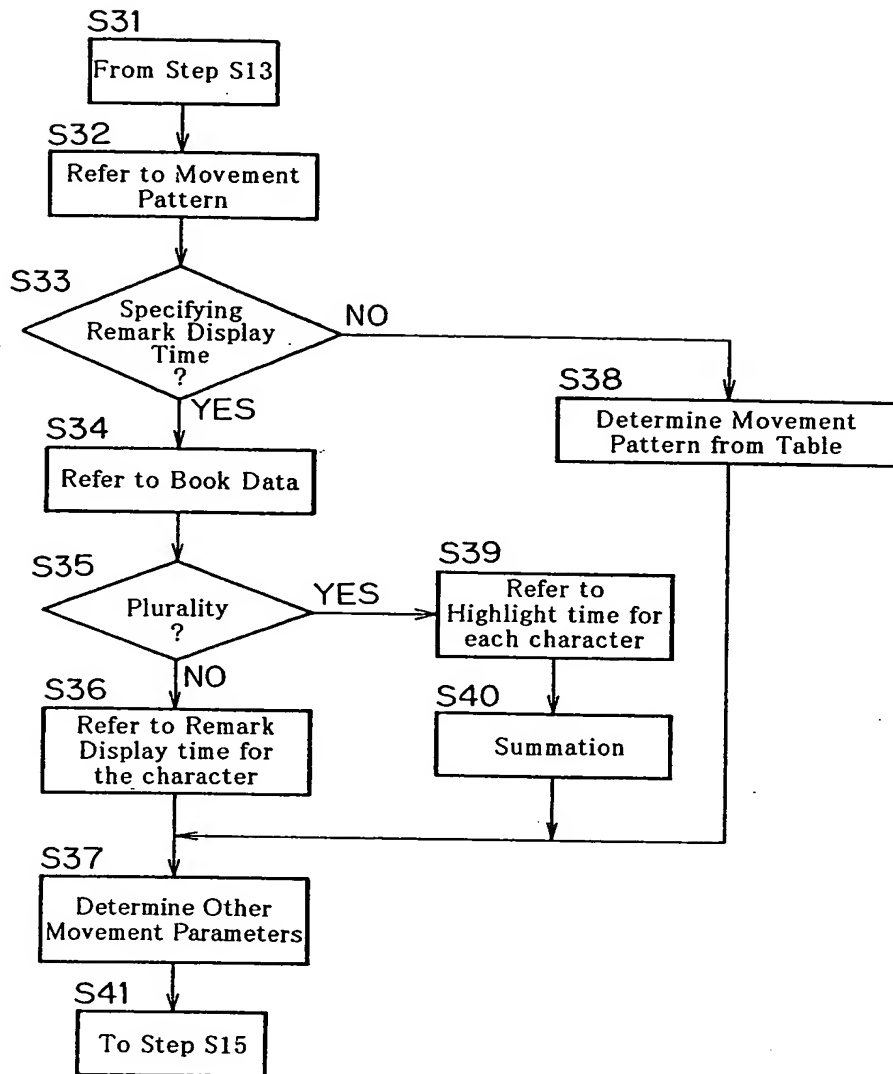 S31
From Step S13
S32
Refer to Movement
Pattern
S33
Specifying
Remark Display
Time
?
NO
YES
S38
Determine Movement
Pattern from Table
S34
Refer to Book Data
S35
Plurality
?
YES
NO
S39
Refer to
Highlight time for
each character
S36
Refer to Remark
Display time for
the character
S40
Summation
S37
Determine Other
Movement Parameters
S41
To Step S15